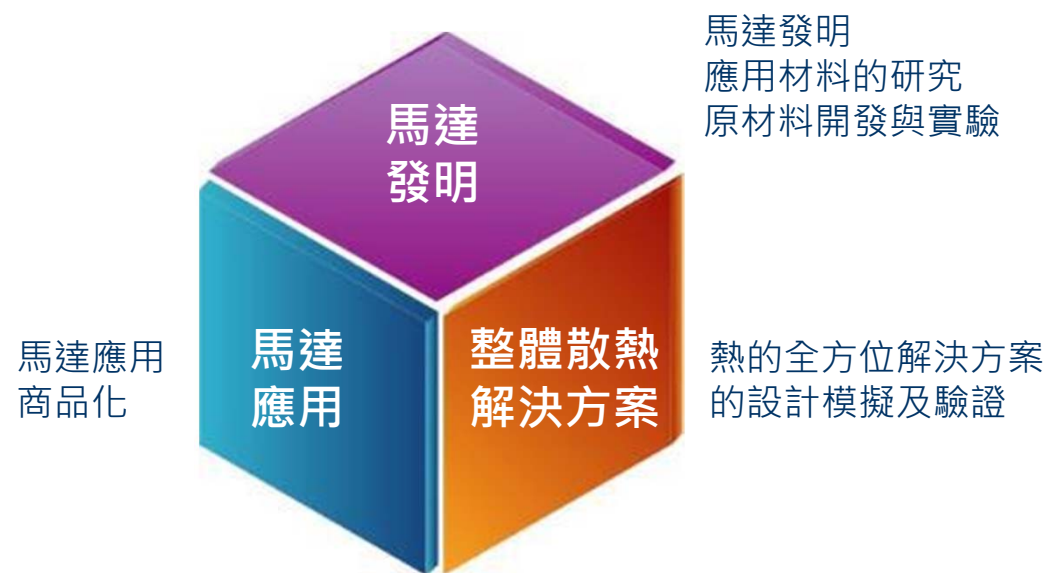 馬達發明
應用材料的研究
原材料開發與實驗
馬達
發明
馬達應用
商品化
馬達
應用
整體散熱
解決方案
熱的全方位解決方案
的設計模擬及驗證